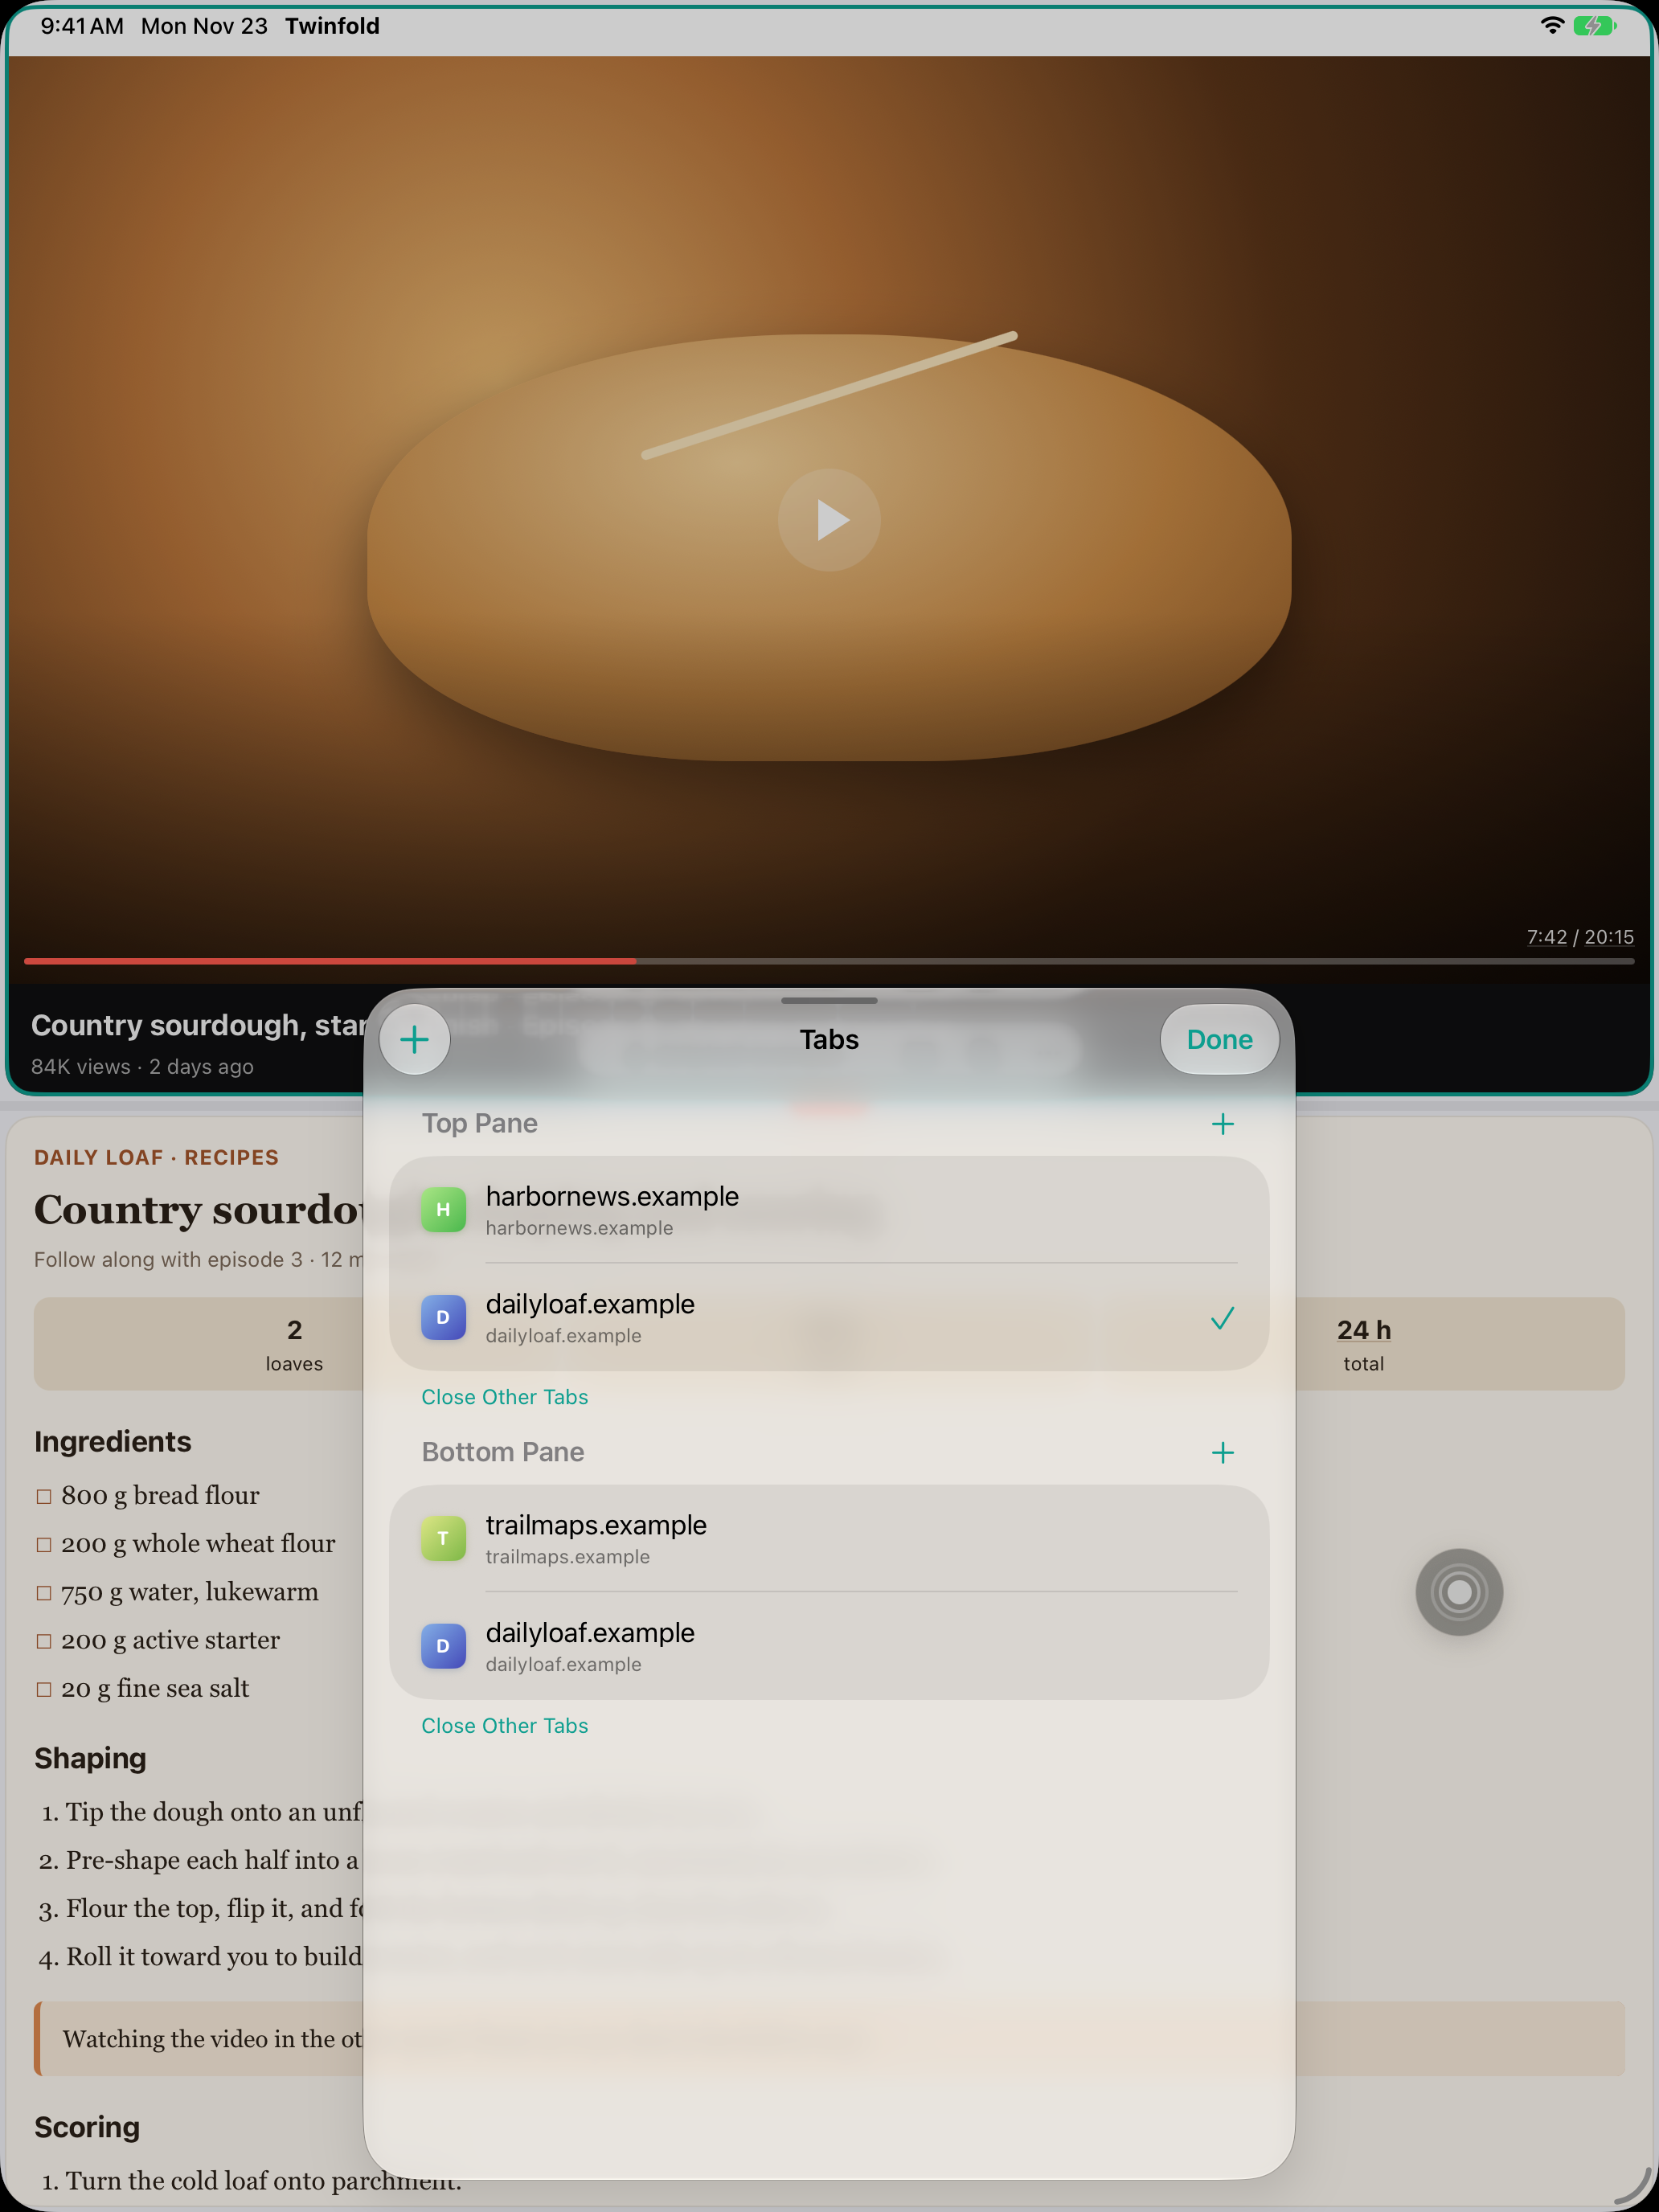 9:41 AM Mon Nov 23 Twinfold
7:42 / 20:15
Country sourdough, star
84K views · 2 days ago
Tabs
Done
Top Pane
H
harbornews.example
harbornews.example
D
dailyloaf.example
dailyloaf.example
Close Other Tabs
Bottom Pane
T
trailmaps.example
trailmaps.example
D
dailyloaf.example
dailyloaf.example
Close Other Tabs
DAILY LOAF · RECIPES
Country
Follow along with episode 3 · 12
2
loaves
24 h
total
Ingredients
800 g bread flour
200 g whole wheat flour
750 g water, lukewarm
200 g active starter
20 g fine sea salt
Shaping
1. Tip the dough onto an
2. Pre-shape each half into a
3. Flour the top, flip it, and
4. Roll it toward you to build
Watching the video in the
Scoring
1. Turn the cold loaf onto parchment.